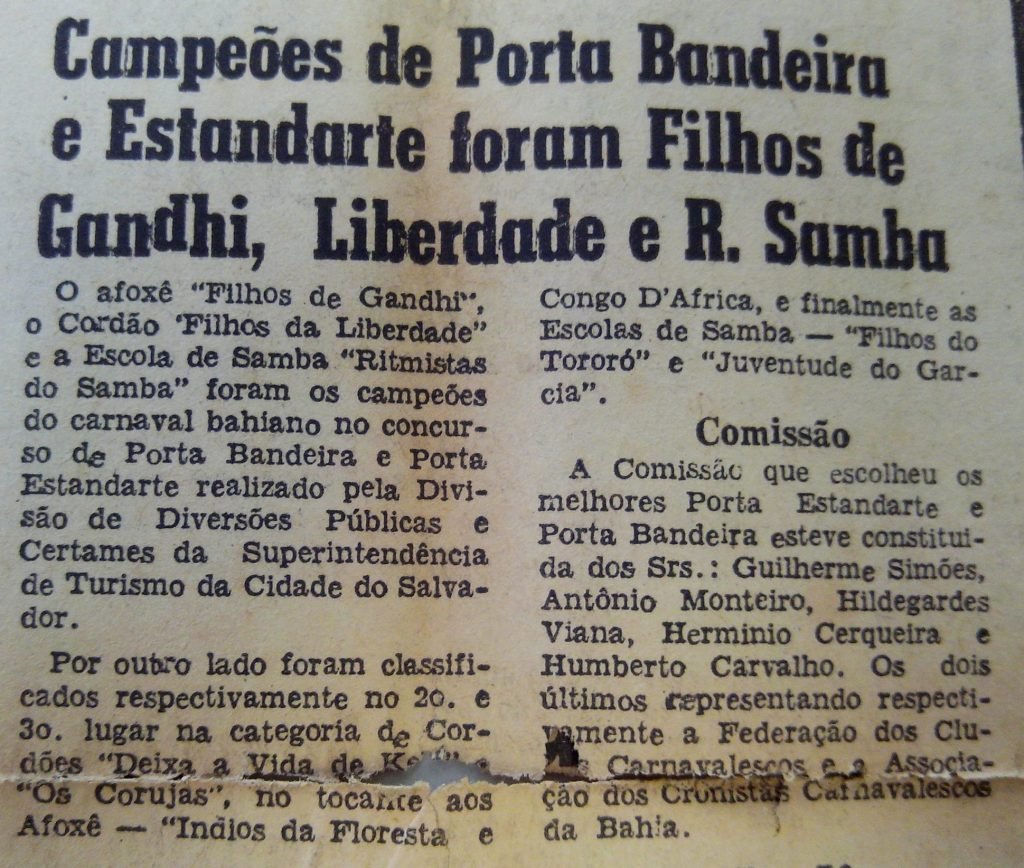 Campeões de Porta Bandeira
e Estandarte foram Filhos de
Gandhi, Liberdade e R. Samba
O afoxê "Filhos de Gandhi",
o Cordão 'Filhos da Liberdade"
e a Escola de Samba "Ritmistas
do Samba" foram os campeões
do carnaval bahiano no concur-
so de Porta Bandeira e Porta
Estandarte realizado pela Divi-
são de Diversões Públicas e
Certames da Superintendência
de Turismo da Cidade do Salva-
dor.
Por outro lado foram classifi-
cados respectivamente no 2o. e
3o. lugar na categoria de Cor-
dões "Deixa a Vida de
"Os Corujas", no tocante aos
Afoxê — "Indios da Floresta e
Congo D'Africa, e finalmente as
Escolas de Samba — "Filhos do
Tororó" e "Juventude do Gar-
cia".
Comissão
A Comissão que escolheu os
melhores Porta Estandarte e
Porta Bandeira esteve constitui-
da dos Srs.: Guilherme Simões,
Antônio Monteiro, Hildegardes
Viana, Herminio Cerqueira e
Humberto Carvalho. Os dois
últimos representando respecti-
vamente a Federação dos Clu-
Carnavalescos e a Associa-
ção dos Cronistas Carnavalescos
da Bahia.